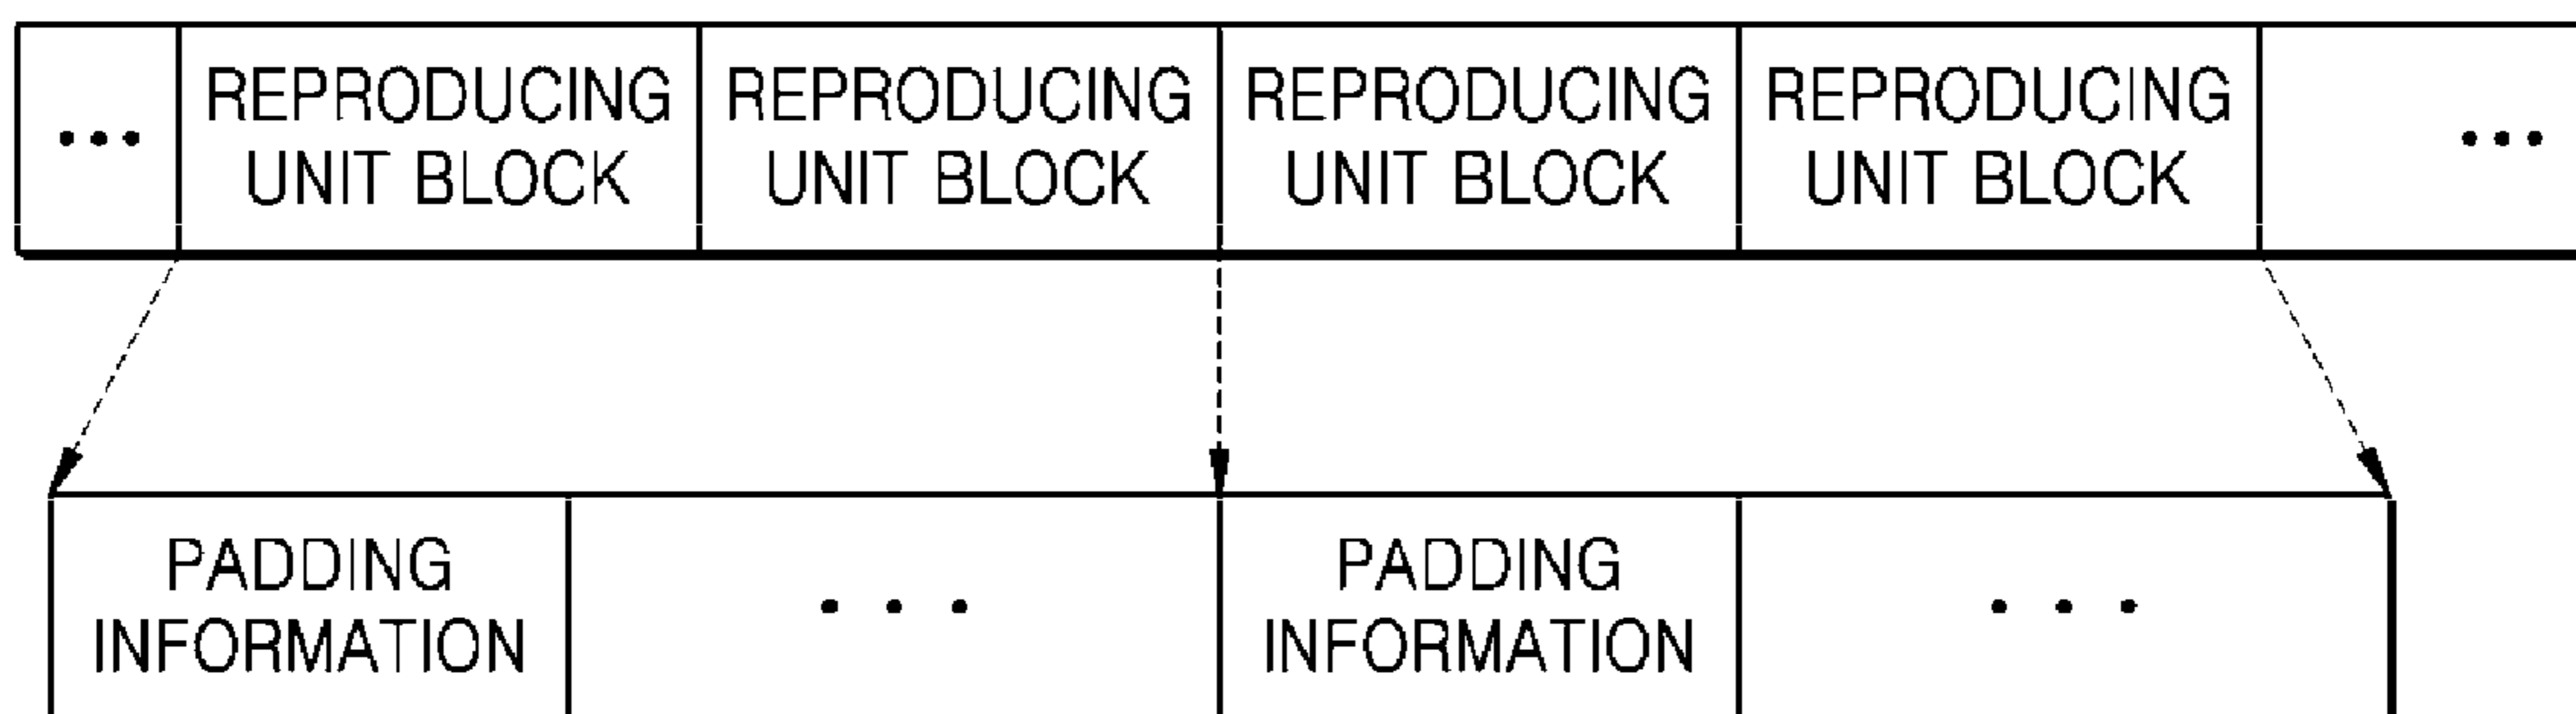 ... REPRODUCING REPRODUCING REPRODUCING REPRODUCING ...
UNIT BLOCK UNIT BLOCK UNIT BLOCK UNIT BLOCK
PADDING . . . PADDING . . .
INFORMATION INFORMATION